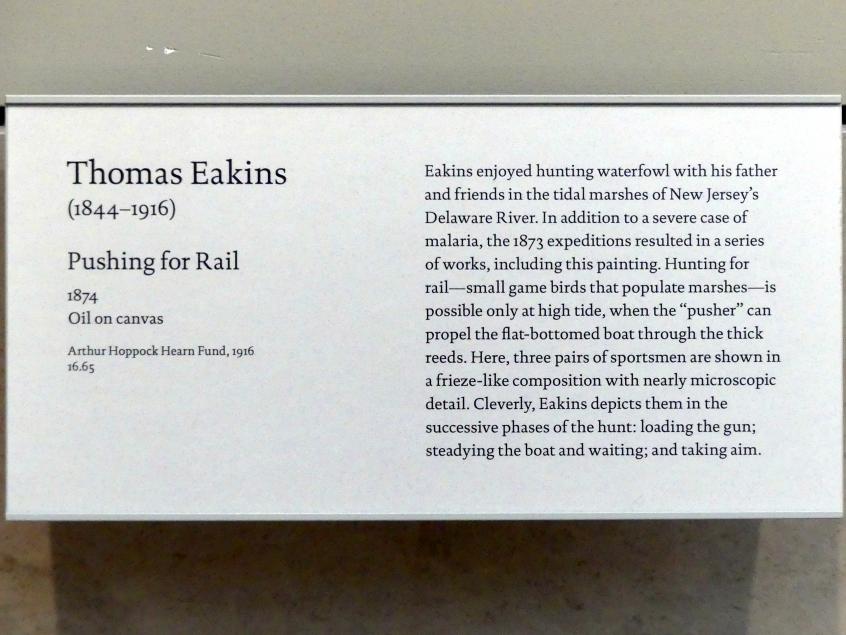 Thomas Eakins
(1844–1916)
Pushing for Rail
1874
Oil on canvas
Arthur Hoppock Hearn Fund, 1916
16.65
Eakins enjoyed hunting waterfowl with his father
and friends in the tidal marshes of New Jersey’s
Delaware River. In addition to a severe case of
malaria, the 1873 expeditions resulted in a series
of works, including this painting. Hunting for
rail—small game birds that populate marshes—is
possible only at high tide, when the “pusher” can
propel the flat-bottomed boat through the thick
reeds. Here, three pairs of sportsmen are shown in
a frieze-like composition with nearly microscopic
detail. Cleverly, Eakins depicts them in the
successive phases of the hunt: loading the gun;
steadying the boat and waiting; and taking aim.